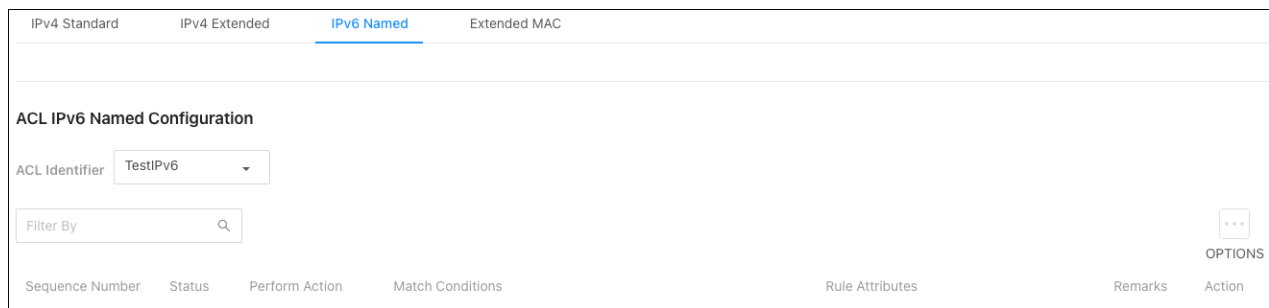 IPv4 Standard IPv4 Extended IPv6 Named Extended MAC
ACL IPv6 Named Configuration
ACL Identifier TestIPv6
Filter By
OPTIONS
Sequence Number Status Perform Action Match Conditions Rule Attributes Remarks Action